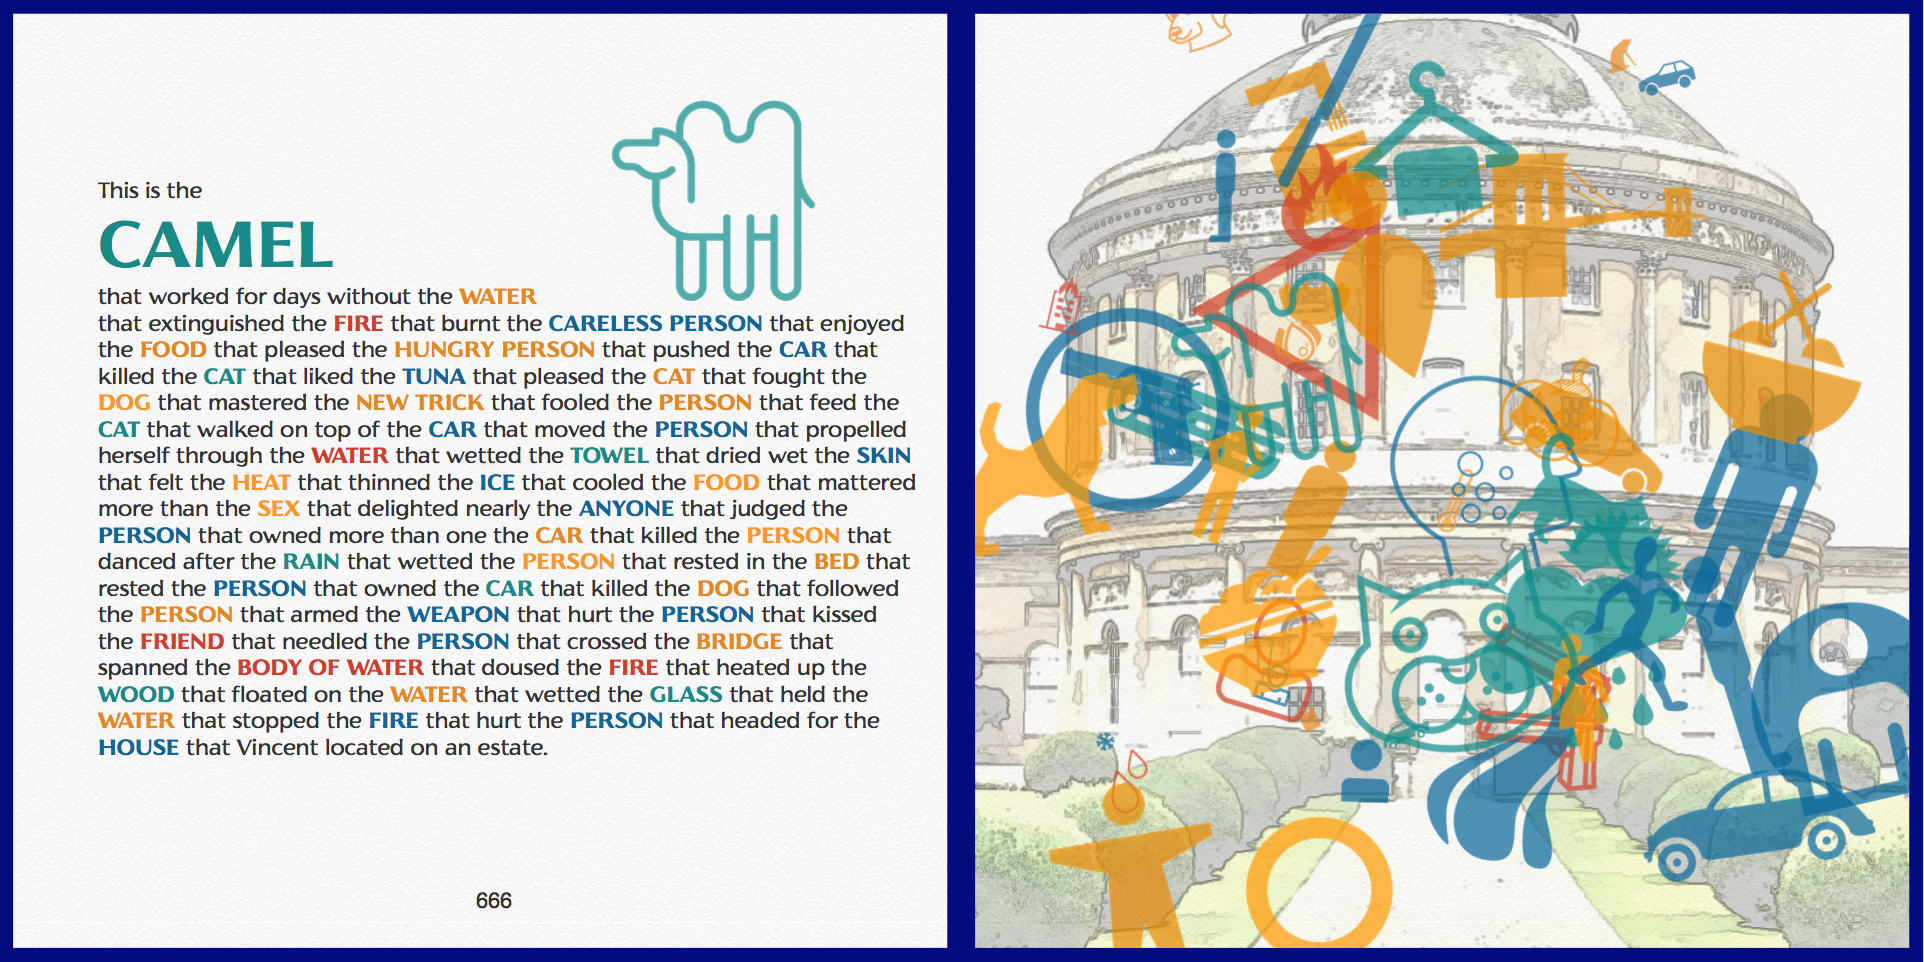 This is the
CAMEL
that worked for days without the WATER
that extinguished the FIRE that burnt the CARELESS PERSON that enjoyed
the FOOD that pleased the HUNGRY PERSON that pushed the CAR that
killed the CAT that liked the TUNA that pleased the CAT that fought the
DOG that mastered the NEW TRICK that fooled the PERSON that feed the
CAT that walked on top of the CAR that moved the PERSON that propelled
herself through the WATER that wetted the TOWEL that dried wet the SKIN
that felt the HEAT that thinned the ICE that cooled the FOOD that mattered
more than the SEX that delighted nearly the ANYONE that judged the
PERSON that owned more than one the CAR that killed the PERSON that
danced after the RAIN that wetted the PERSON that rested in the BED that
rested the PERSON that owned the CAR that killed the DOG that followed
the PERSON that armed the WEAPON that hurt the PERSON that kissed
the FRIEND that needled the PERSON that crossed the BRIDGE that
spanned the BODY OF WATER that doused the FIRE that heated up the
WOOD that floated on the WATER that wetted the GLASS that held the
WATER that stopped the FIRE that hurt the PERSON that headed for the
HOUSE that Vincent located on an estate.
666